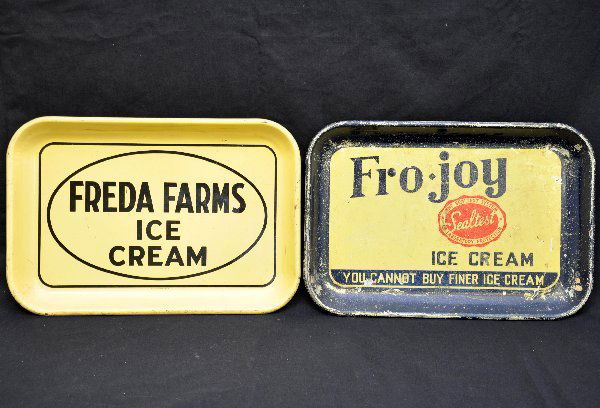 FREDA FARMS
ICE
CREAM
Fro-joy
Sealtest
ICE CREAM
YOU CANNOT BUY FINER ICE CREAM